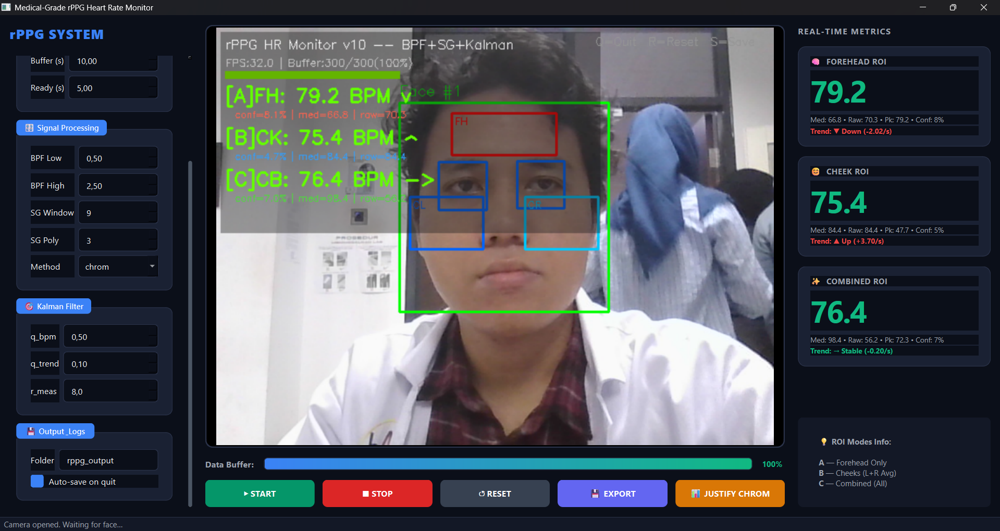 Medical-Grade rPPG Heart Rate Monitor
rPPG SYSTEM
Buffer (s) 10,00
Ready (s) 5,00
Signal Processing
BPF Low 0,50
BPF High 2,50
SG Window 9
SG Poly 3
Method chrom
Kalman Filter
q_bpm 0,50
q_trend 0,10
r_meas 8,0
Output_Logs
Folder rppg_output
Auto-save on quit
rPPG HR Monitor v10 -- BPF+SG+Kalman
Q=Quit R=Reset S=Save
FPS:32.0 | Buffer:300/300(100%)
[A]FH: 79.2 BPM v
Face #1
conf=8.1% | med=66.8 | raw=70.3
FH
[B]CK: 75.4 BPM ^
conf=4.7% | med=84.4 | raw=84.4
[C]CB: 76.4 BPM -->
conf=7.0% | med=98.4 | raw=56.2
CL
CR
PROSEDUR
Data Buffer: 100%
START
STOP
RESET
EXPORT
JUSTIFY CHROM
REAL-TIME METRICS
FOREHEAD ROI
79.2
Med: 66.8 • Raw: 70.3 • Pk: 79.2 • Conf: 8%
Trend: ▼ Down (-2.02/s)
CHEEK ROI
75.4
Med: 84.4 • Raw: 84.4 • Pk: 47.7 • Conf: 5%
Trend: ▲ Up (+3.70/s)
COMBINED ROI
76.4
Med: 98.4 • Raw: 56.2 • Pk: 72.3 • Conf: 7%
Trend: → Stable (-0.20/s)
ROI Modes Info:
A — Forehead Only
B — Cheeks (L+R Avg)
C — Combined (All)
Camera opened. Waiting for face...